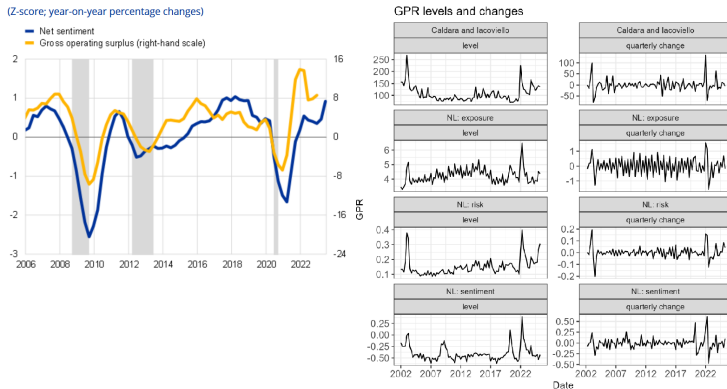 (Z-score; year-on-year percentage changes)
Net sentiment
Gross operating surplus (right-hand scale)
2
1
0
-1
-2
-3
16
8
0
-8
-16
-24
2006
2008
2010
2012
2014
2016
2018
2020
2022
GPR levels and changes
GPR
Caldara and Iacoviello
level
250
200
150
100
Caldara and Iacoviello
quarterly change
100
50
0
-50
NL: exposure
level
6
5
4
NL: exposure
quarterly change
1
0
-1
NL: risk
level
0.4
0.3
0.2
0.1
NL: risk
quarterly change
0.2
0.1
0.0
-0.1
-0.2
NL: sentiment
level
0.25
0.00
-0.25
-0.50
2002
2007
2012
2017
2022
NL: sentiment
quarterly change
0.50
0.25
0.00
-0.25
-0.50
2002
2007
2012
2017
2022
Date